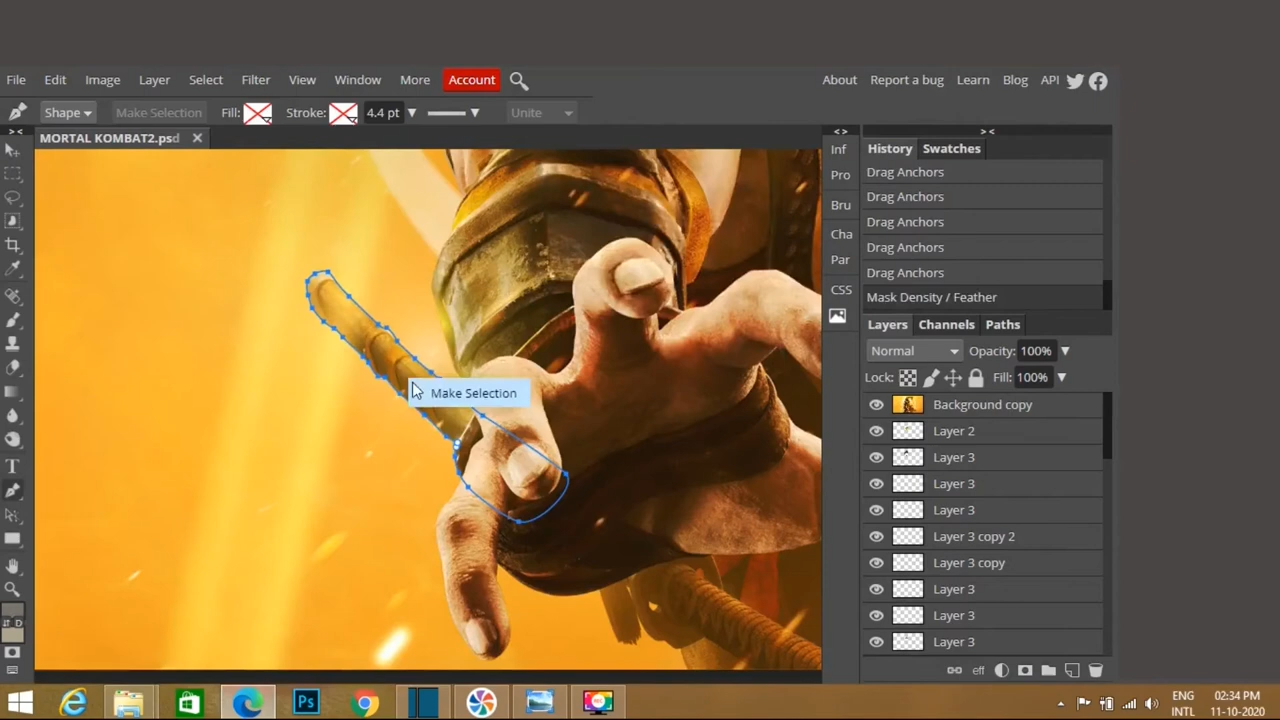 File Edit Image Layer Select Filter View Window More Account About Report a bug Learn Blog API
Shape Make Selection Fill: Stroke: 4.4 pt Unite
MORTAL KOMBAT2.psd
Inf
Pro
Bru
Cha
Par
CSS
Make Selection
History Swatches
Drag Anchors
Drag Anchors
Drag Anchors
Drag Anchors
Drag Anchors
Mask Density / Feather
Layers Channels Paths
Normal Opacity: 100%
Lock: Fill: 100%
Background copy
Layer 2
Layer 3
Layer 3
Layer 3
Layer 3 copy 2
Layer 3 copy
Layer 3
Layer 3
Layer 3
eff
D
Ps
ENG 02:34 PM
INTL 11-10-2020